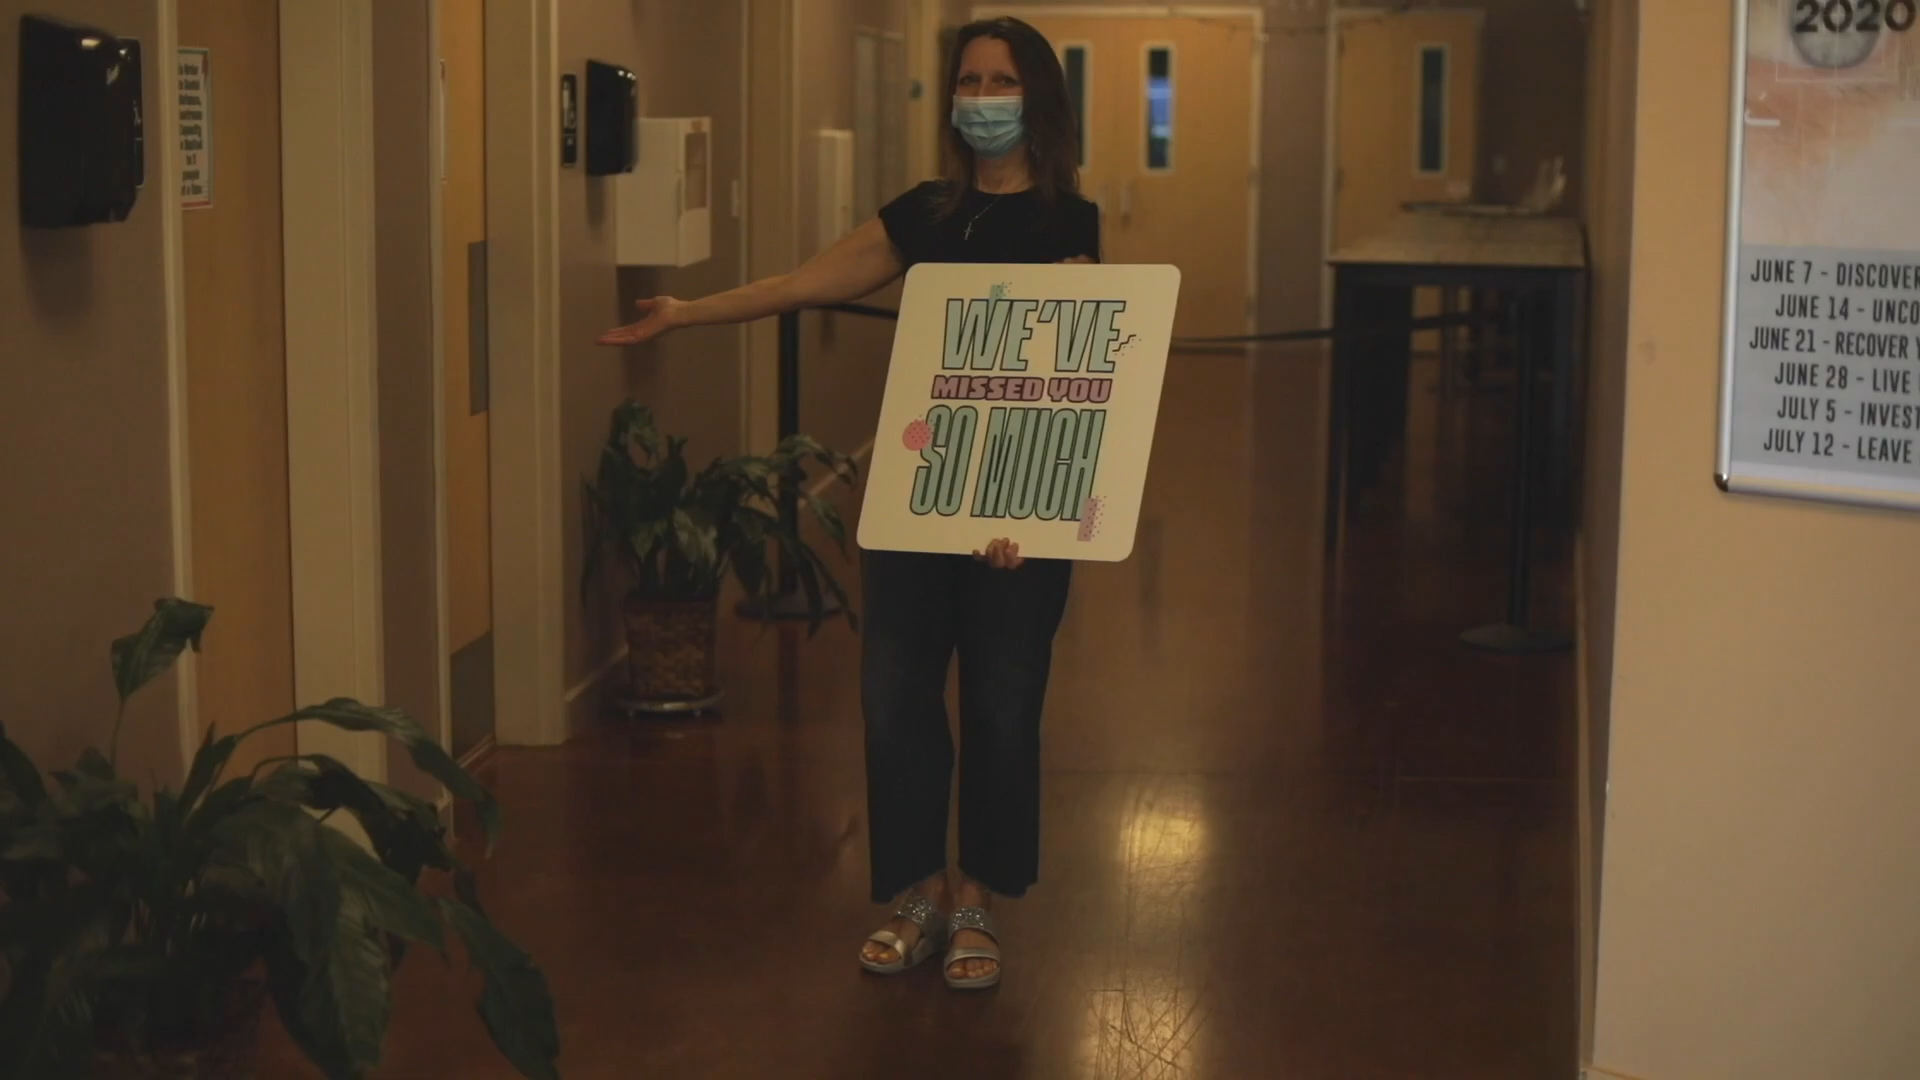 WE'VE
MISSED YOU
SO MUCH
2020
JUNE 7 - DISCOVER
JUNE 14 - UNCO
JUNE 21 - RECOVER Y
JUNE 28 - LIVE
JULY 5 - INVEST
JULY 12 - LEAVE